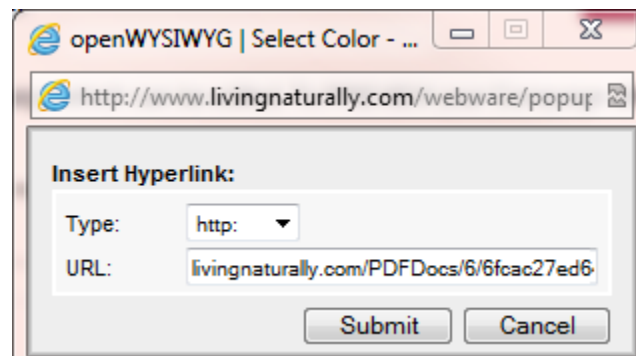 openWYSIWYG | Select Color - ...
http://www.livingnaturally.com/webware/popup
Insert Hyperlink:
Type: http:
URL: livingnaturally.com/PDFDocs/6/6fcac27ed6
Submit Cancel